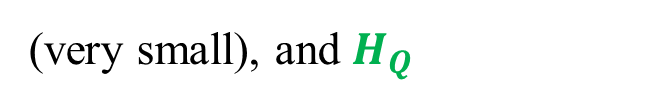 (very small), and H_Q